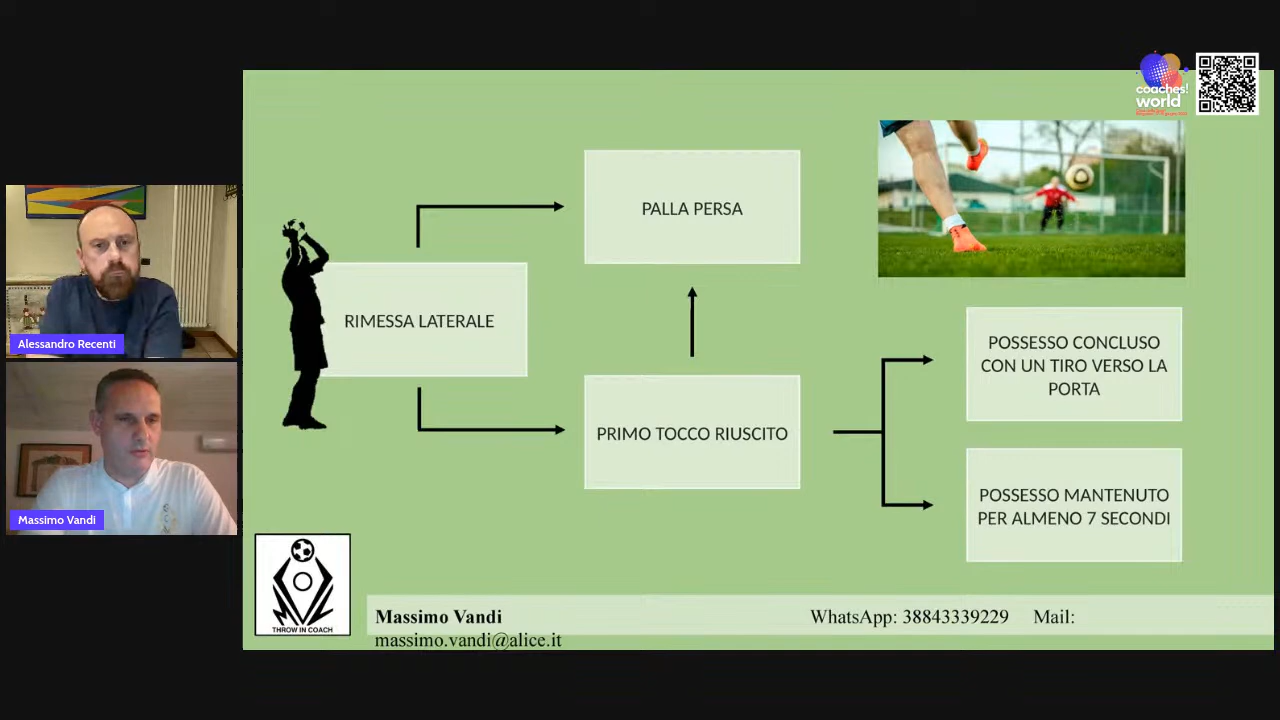 coaches!
world
PALLA PERSA
RIMESSA LATERALE
PRIMO TOCCO RIUSCITO
POSSESSO CONCLUSO
CON UN TIRO VERSO LA
PORTA
POSSESSO MANTENUTO
PER ALMENO 7 SECONDI
Alessandro Recenti
Massimo Vandi
THROW IN COACH
Massimo Vandi WhatsApp: 38843339229 Mail:
massimo.vandi@alice.it